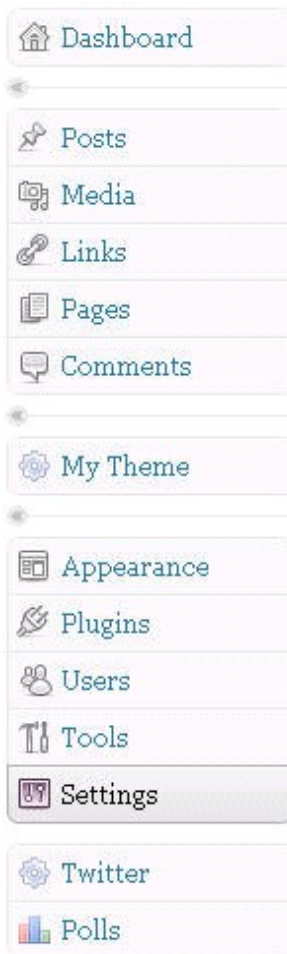 Dashboard
Posts
Media
Links
Pages
Comments
My Theme
Appearance
Plugins
Users
Tools
Settings
Twitter
Polls